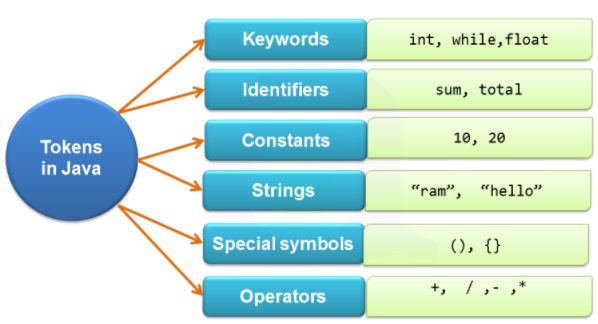 Keywords
int, while,float
Identifiers
sum, total
Tokens
in Java
Constants
10, 20
Strings
“ram”, “hello”
Special symbols
(), {}
Operators
+, / ,- ,*